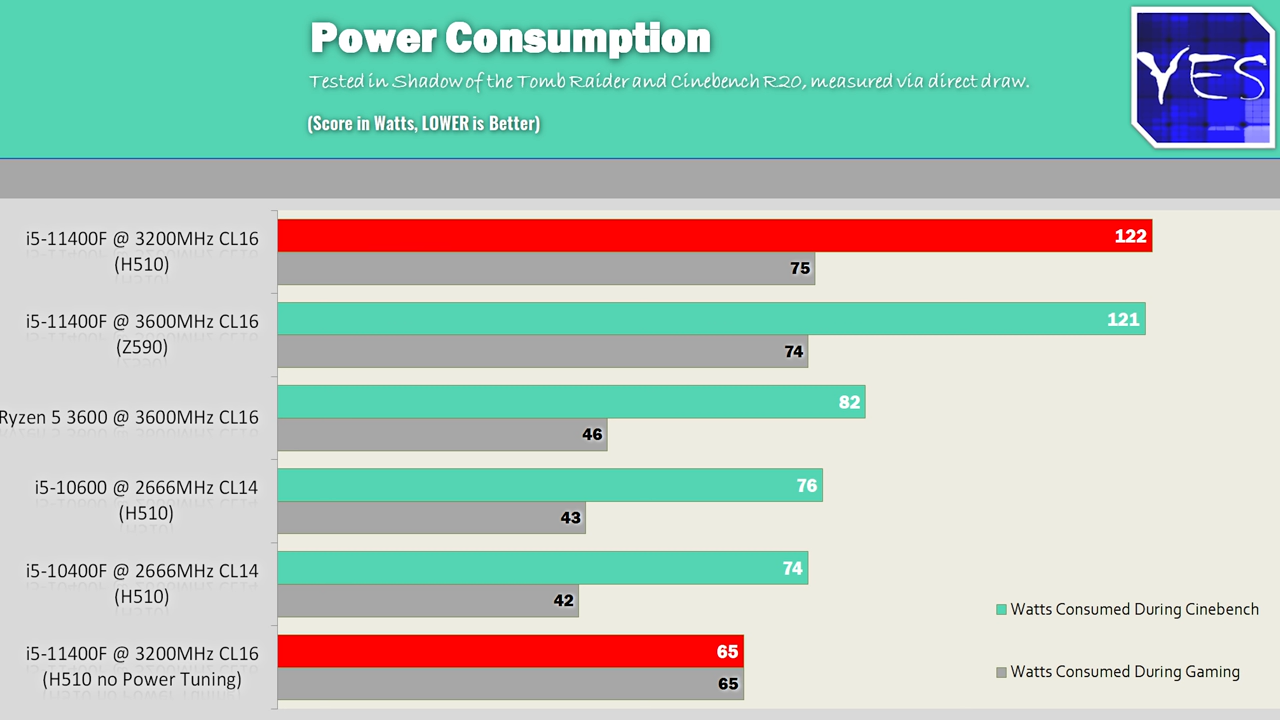 Power Consumption
Tested in Shadow of the Tomb Raider and Cinebench R20, measured via direct draw.
(Score in Watts, LOWER is Better)
YES
i5-11400F @ 3200MHz CL16
(H510)
122
75
i5-11400F @ 3600MHz CL16
(Z590)
121
74
Ryzen 5 3600 @ 3600MHz CL16
82
46
i5-10600 @ 2666MHz CL14
(H510)
76
43
i5-10400F @ 2666MHz CL14
(H510)
74
42
i5-11400F @ 3200MHz CL16
(H510 no Power Tuning)
65
65
Watts Consumed During Cinebench
Watts Consumed During Gaming